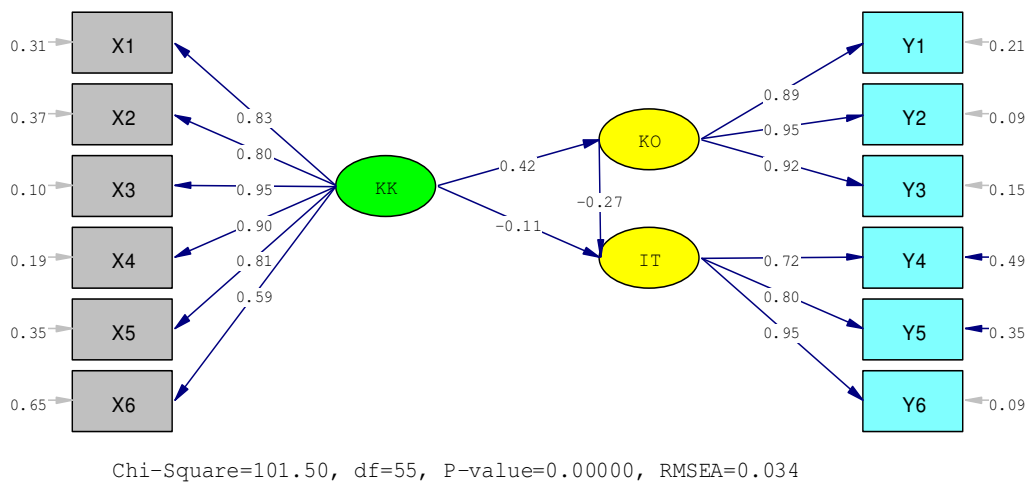 0.31 X1 Y1 0.21
0.89
0.37 X2 0.83 KO 0.95 Y2 0.09
0.80 0.42 0.92
0.10 X3 0.95 KK Y3 0.15
-0.27
0.90 -0.11
0.19 X4 0.81 IT 0.72 Y4 0.49
0.59 0.80
0.35 X5 0.95 Y5 0.35
0.65 X6 Y6 0.09
Chi-Square=101.50, df=55, P-value=0.00000, RMSEA=0.034